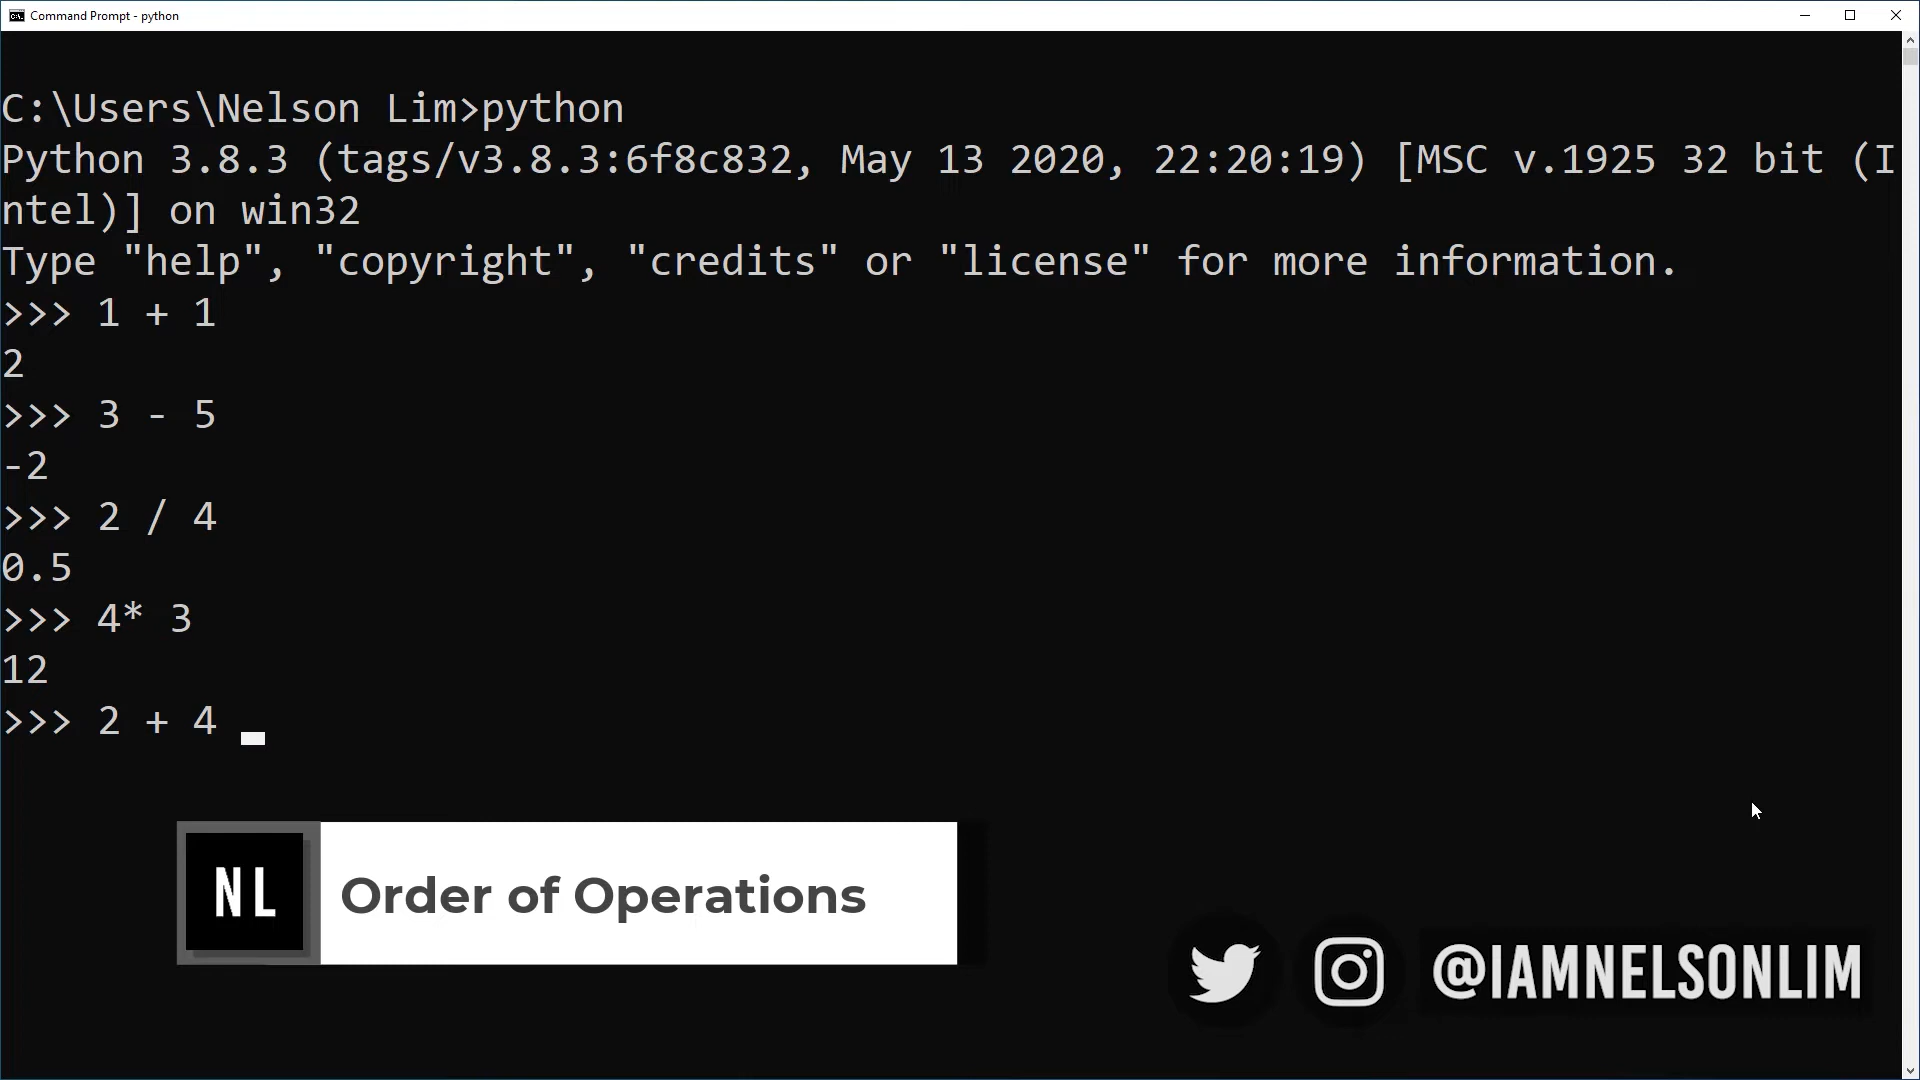 Command Prompt - python
C:\Users\Nelson Lim>python
Python 3.8.3 (tags/v3.8.3:6f8c832, May 13 2020, 22:20:19) [MSC v.1925 32 bit (I
ntel)] on win32
Type "help", "copyright", "credits" or "license" for more information.
>>> 1 + 1
2
>>> 3 - 5
-2
>>> 2 / 4
0.5
>>> 4* 3
12
>>> 2 + 4
NL
Order of Operations
@IAMNELSONLIM